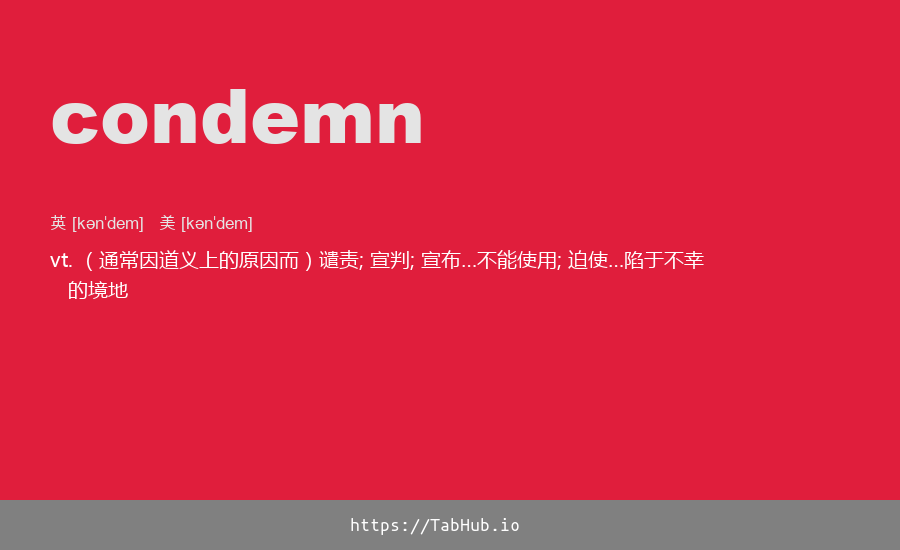 condemn
英 [kən'dem] 美 [kən'dem]
vt. （通常因道义上的原因而）谴责; 宣判; 宣布...不能使用; 迫使...陷于不幸
的境地
https://TabHub.io